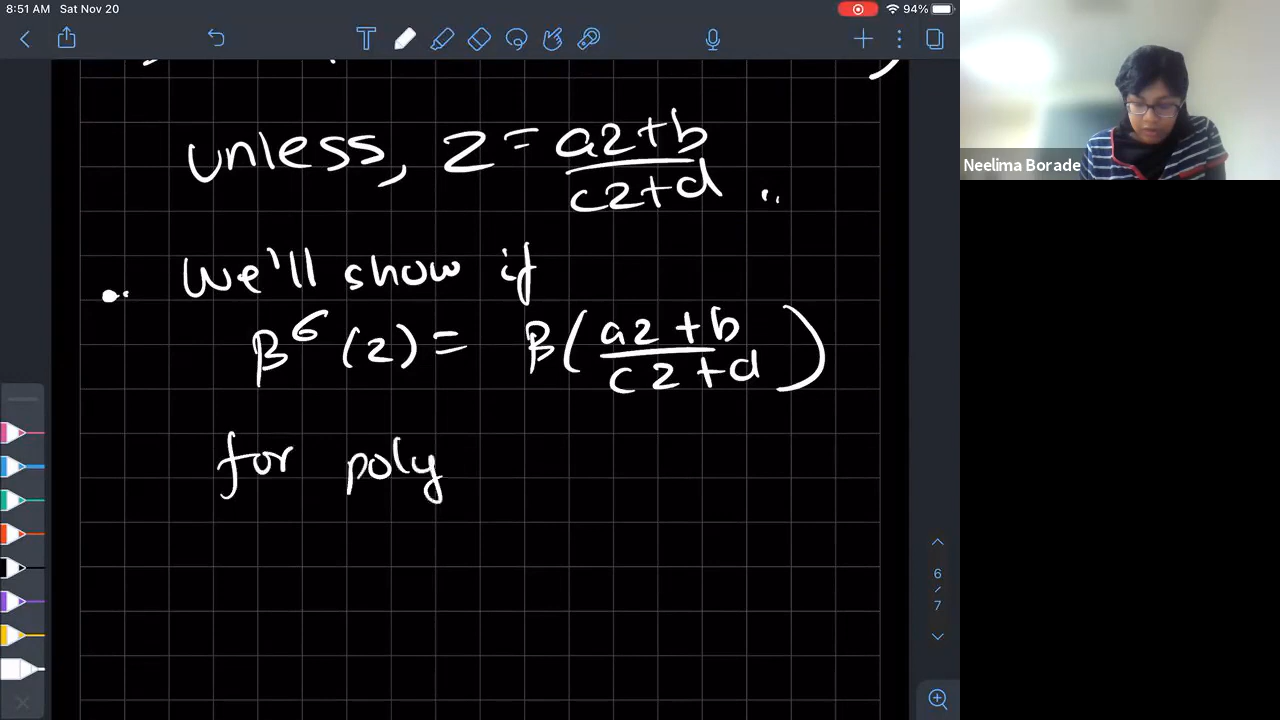 8:51 AM Sat Nov 20 94%
unless, z = az+b / cz+d ..
Neelima Borade
We'll show if
β^σ (z) = β( az+b / cz+d )
for poly
6 / 7